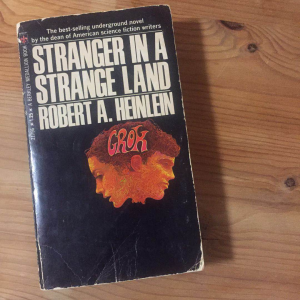 The best-selling underground novel
by the dean of American science fiction writers
STRANGER IN A
STRANGE LAND
ROBERT A. HEINLEIN
GROK